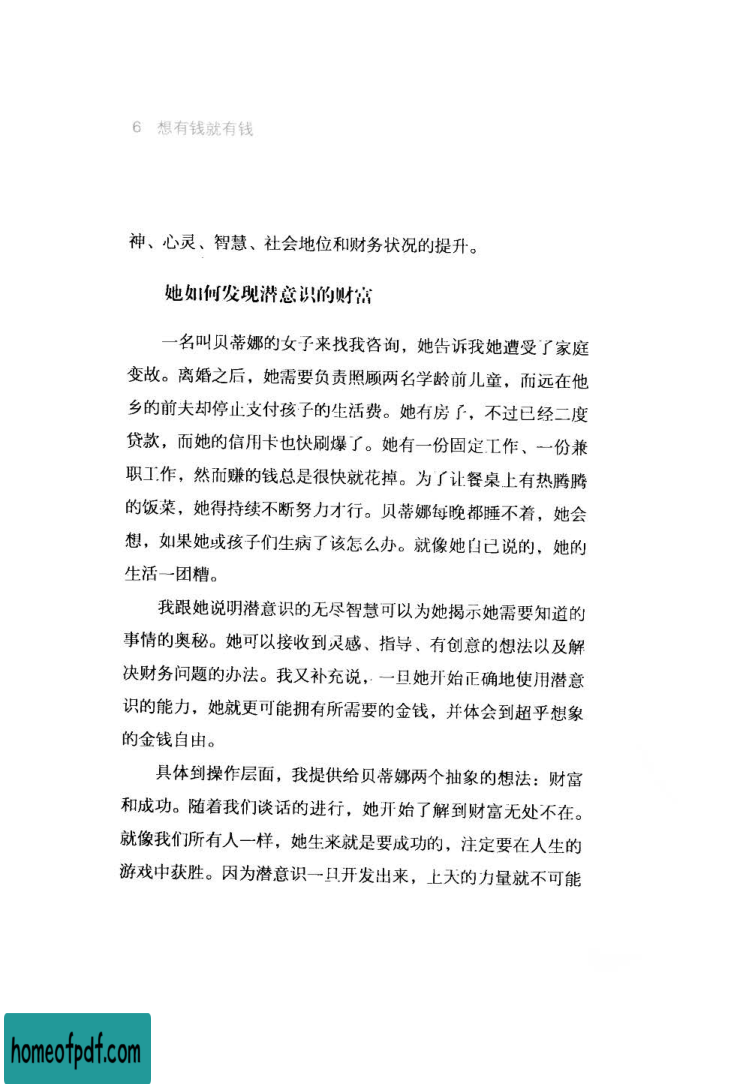 6 想有钱就有钱
神、心灵、智慧、社会地位和财务状况的提升。
她如何发现潜意识的财富
一名叫贝蒂娜的女子来找我咨询，她告诉我她遭受了家庭
变故。离婚之后，她需要负责照顾两名学龄前儿童，而远在他
乡的前夫却停止支付孩子的生活费。她有房子，不过已经二度
贷款，而她的信用卡也快刷爆了。她有一份固定工作、一份兼
职工作，然而赚的钱总是很快就花掉。为了让餐桌上有热腾腾
的饭菜，她得持续不断努力才行。贝蒂娜每晚都睡不着，她会
想，如果她或孩子们生病了该怎么办。就像她自己说的，她的
生活一团糟。
我跟她说明潜意识的无尽智慧可以为她揭示她需要知道的
事情的奥秘。她可以接收到灵感、指导、有创意的想法以及解
决财务问题的办法。我又补充说，一旦她开始正确地使用潜意
识的能力，她就更可能拥有所需要的金钱，并体会到超乎想象
的金钱自由。
具体到操作层面，我提供给贝蒂娜两个抽象的想法：财富
和成功。随着我们谈话的进行，她开始了解到财富无处不在。
就像我们所有人一样，她生来就是要成功的，注定要在人生的
游戏中获胜。因为潜意识一旦开发出来，上天的力量就不可能
homeofpdf.com